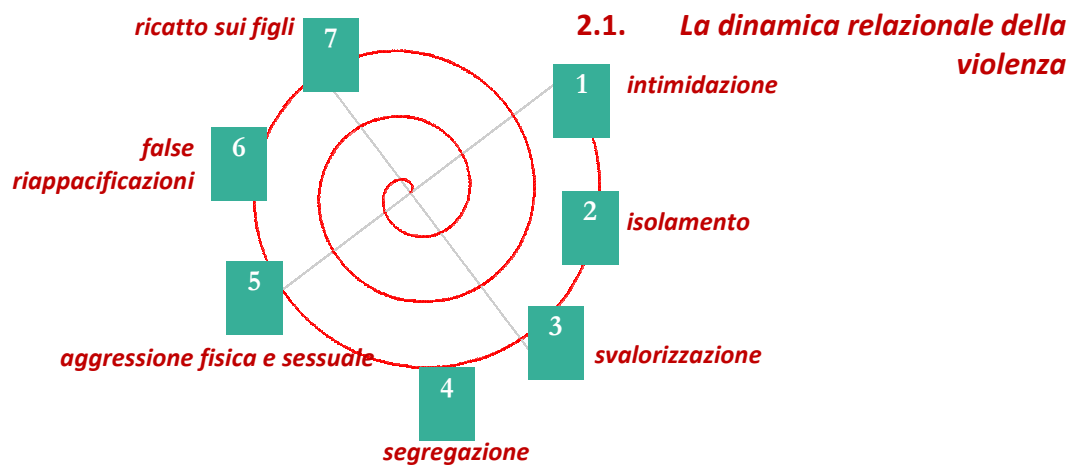 2.1. La dinamica relazionale della
violenza
1
intimidazione
2
isolamento
3
svalorizzazione
4
segregazione
5
aggressione fisica e sessuale
6
false
riappacificazioni
7
ricatto sui figli